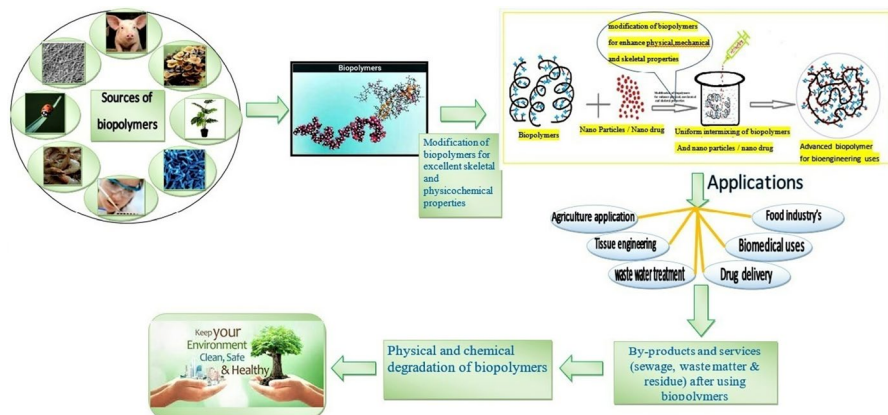 Sources of
biopolymers
Biopolymers
Modification of
biopolymers for
excellent skeletal
and
physicochemical
properties
modification of biopolymers
for enhance physical,mechanical
and skeletal properties
Biopolymers
Nano Particles / Nano drug
Uniform intermixing of biopolymers
And nano particles / nano drug
Advanced biopolymer
for bioengineering uses
Applications
Agriculture application
Food industry's
Tissue engineering
Biomedical uses
waste water treatment
Drug delivery
By-products and services
(sewage, waste matter &
residue) after using
biopolymers
Physical and chemical
degradation of biopolymers
Keep your
Environment
Clean, Safe
& Healthy